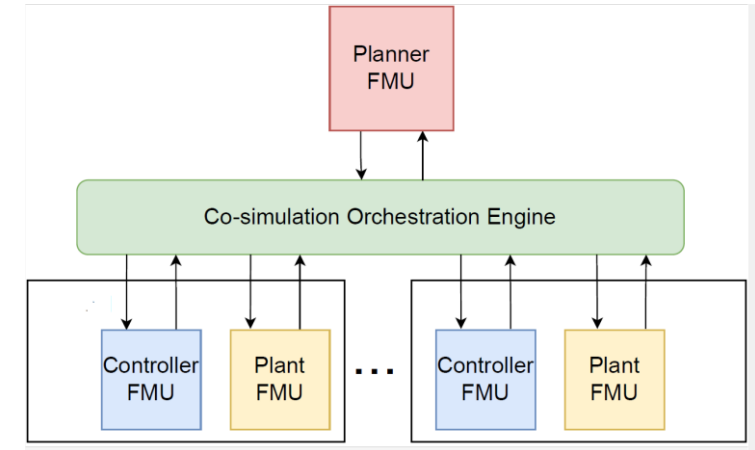 Planner
FMU
Co-simulation Orchestration Engine
Controller
FMU
Plant
FMU
...
Controller
FMU
Plant
FMU